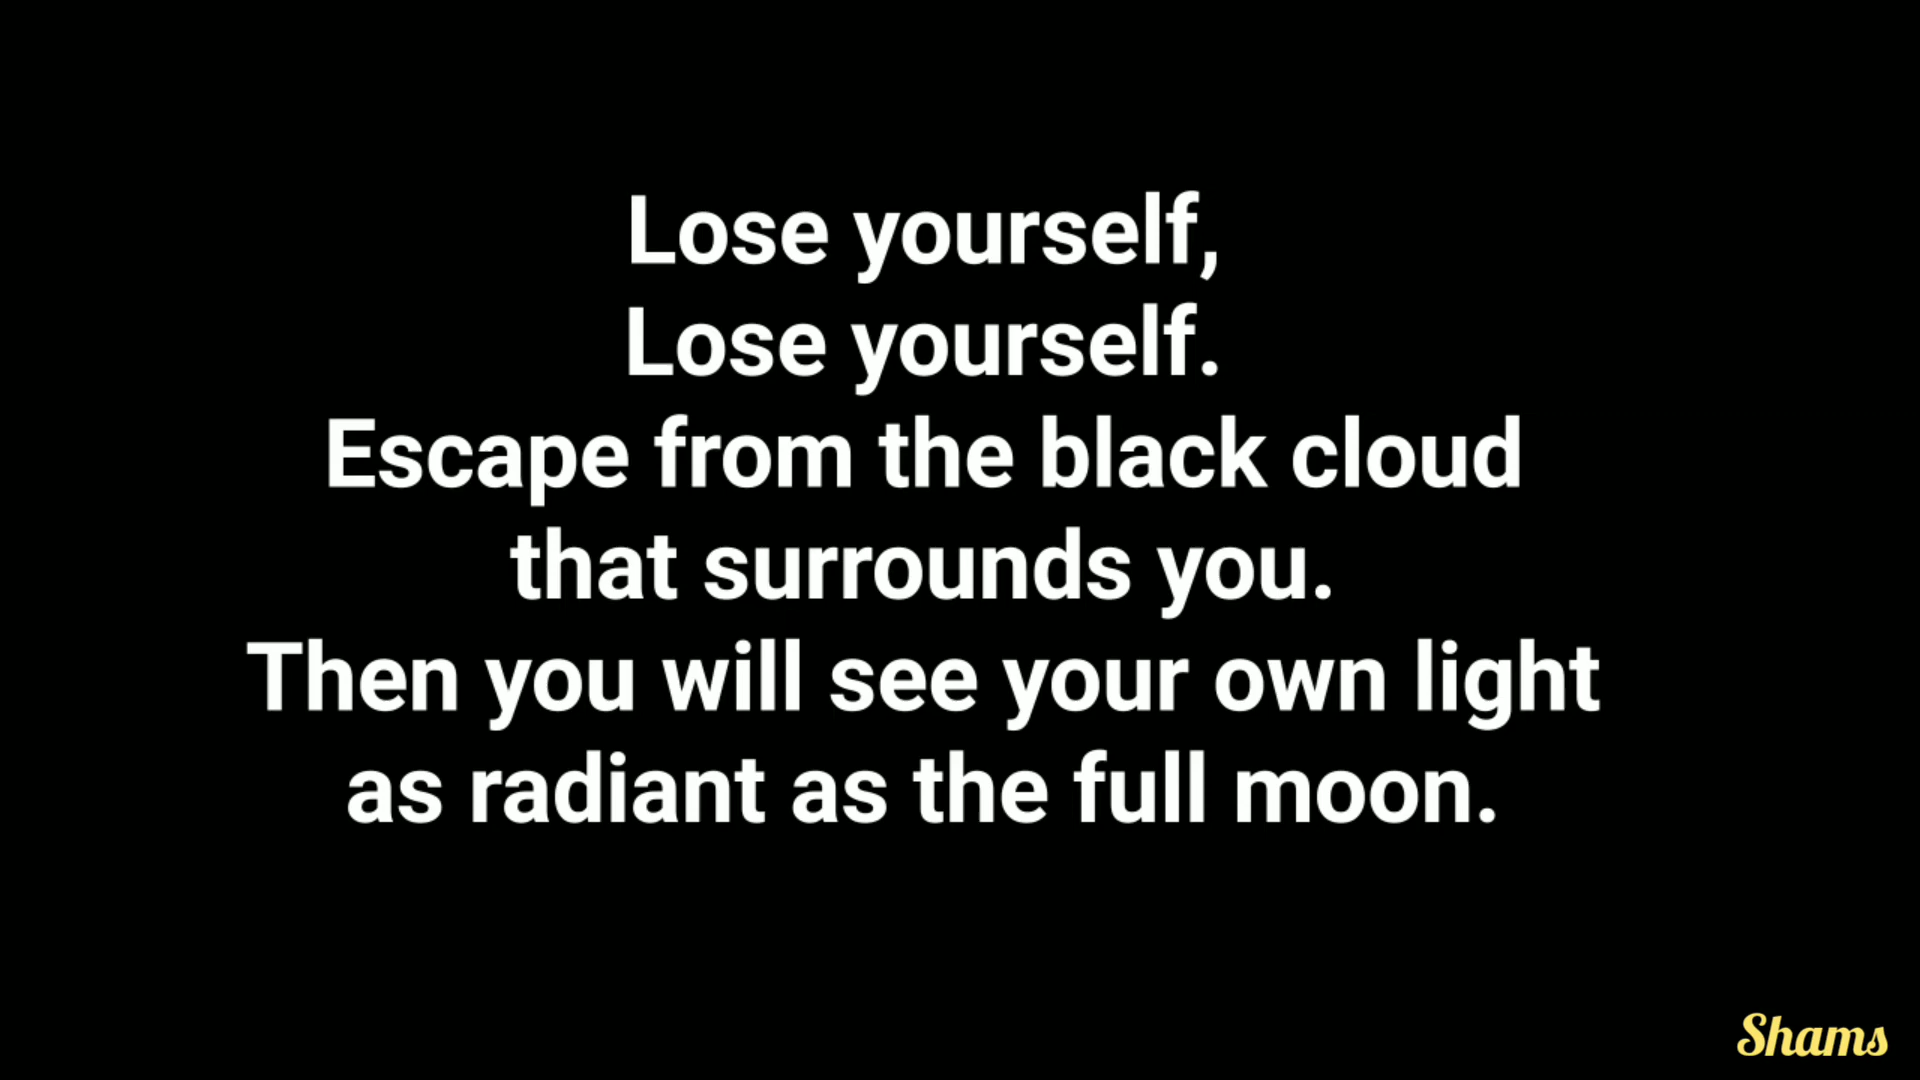 Lose yourself,
Lose yourself.
Escape from the black cloud
that surrounds you.
Then you will see your own light
as radiant as the full moon.
Shams